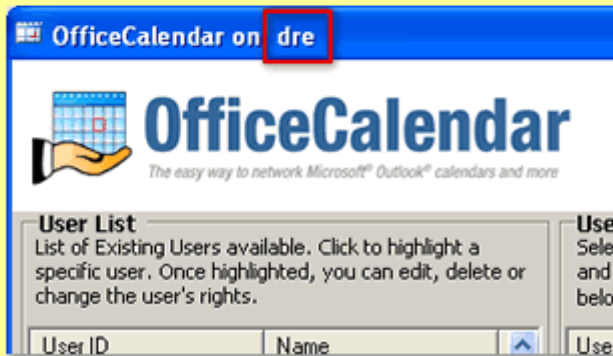 OfficeCalendar on dre
OfficeCalendar
The easy way to network Microsoft® Outlook® calendars and more
User List
List of Existing Users available. Click to highlight a
specific user. Once highlighted, you can edit, delete or
change the user's rights.
User ID Name
Use
Sele
and
belo
Use